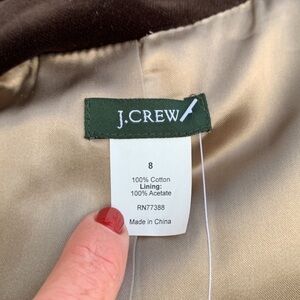 J.CREW
8
100% Cotton
Lining:
100% Acetate
RN77388
Made in China